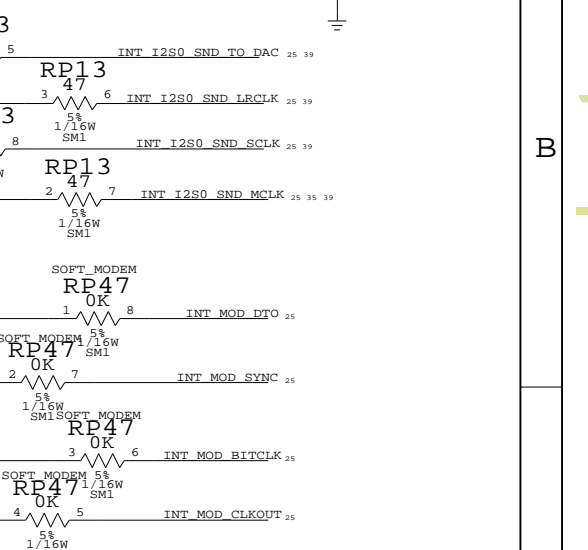 3
5 INT_I2S0_SND_TO_DAC 25 39
RP13
47
3 6 INT_I2S0_SND_LRCLK 25 39
5%
1/16W
SM1
3
8 INT_I2S0_SND_SCLK 25 39
W
RP13
47
2 7 INT_I2S0_SND_MCLK 25 35 39
5%
1/16W
SM1
B
SOFT_MODEM
RP47
0K
1 8 INT_MOD_DTO 25
5%
1/16W
SM1
SOFT_MODEM
RP47
0K
2 7 INT_MOD_SYNC 25
5%
1/16W
SM1
SOFT_MODEM
RP47
0K
3 6 INT_MOD_BITCLK 25
5%
1/16W
SM1
SOFT_MODEM
RP47
0K
4 5 INT_MOD_CLKOUT 25
5%
1/16W